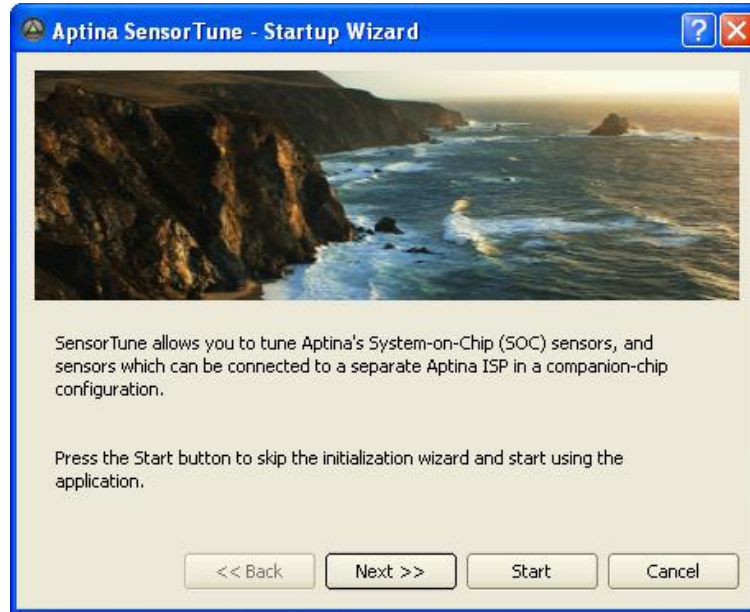 Aptina SensorTune - Startup Wizard
SensorTune allows you to tune Aptina's System-on-Chip (SOC) sensors, and
sensors which can be connected to a separate Aptina ISP in a companion-chip
configuration.
Press the Start button to skip the initialization wizard and start using the
application.
<< Back Next >> Start Cancel